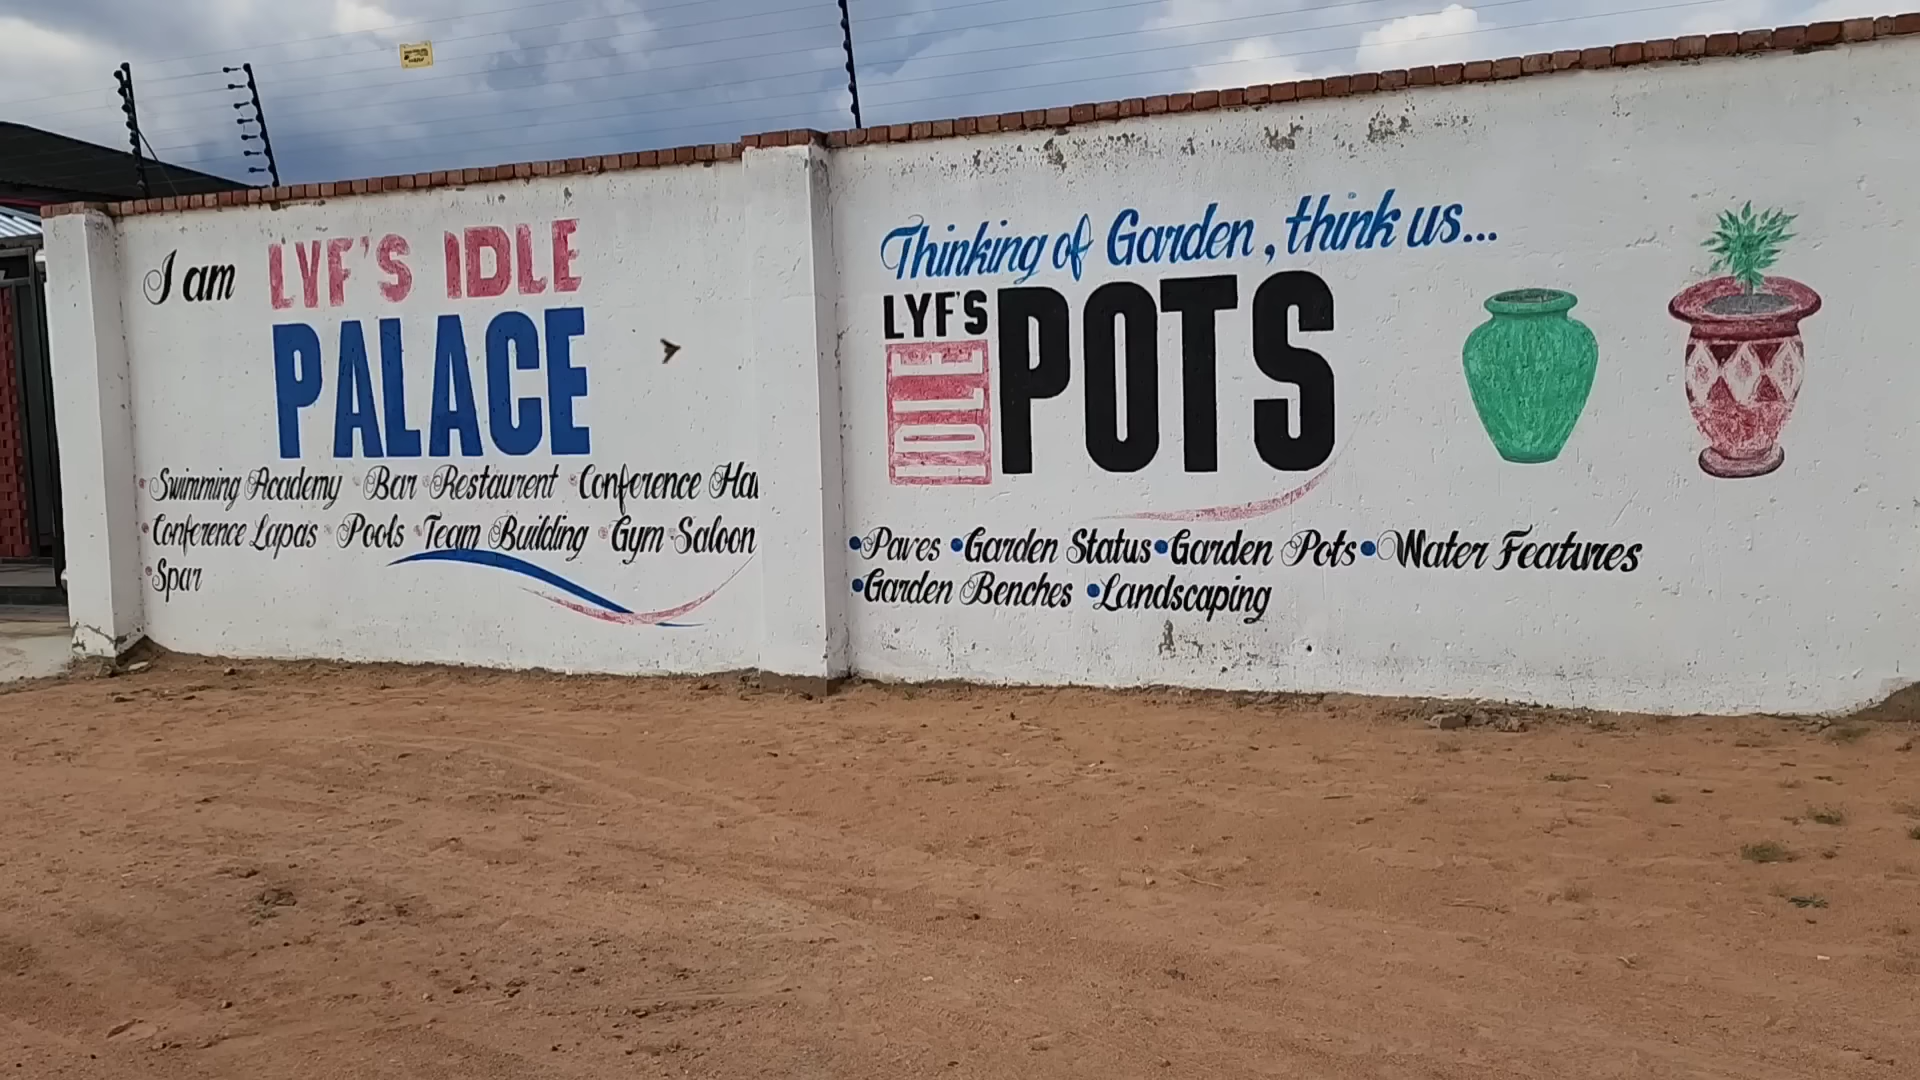 I am LYF'S IDLE
PALACE
• Swimming Academy • Bar • Restaurent • Conference Hal
• Conference Lapas • Pools • Team Building • Gym • Saloon
• Spar
Thinking of Garden, think us...
LYF'S
IDLE
POTS
• Paves • Garden Status • Garden Pots • Water Features
• Garden Benches • Landscaping